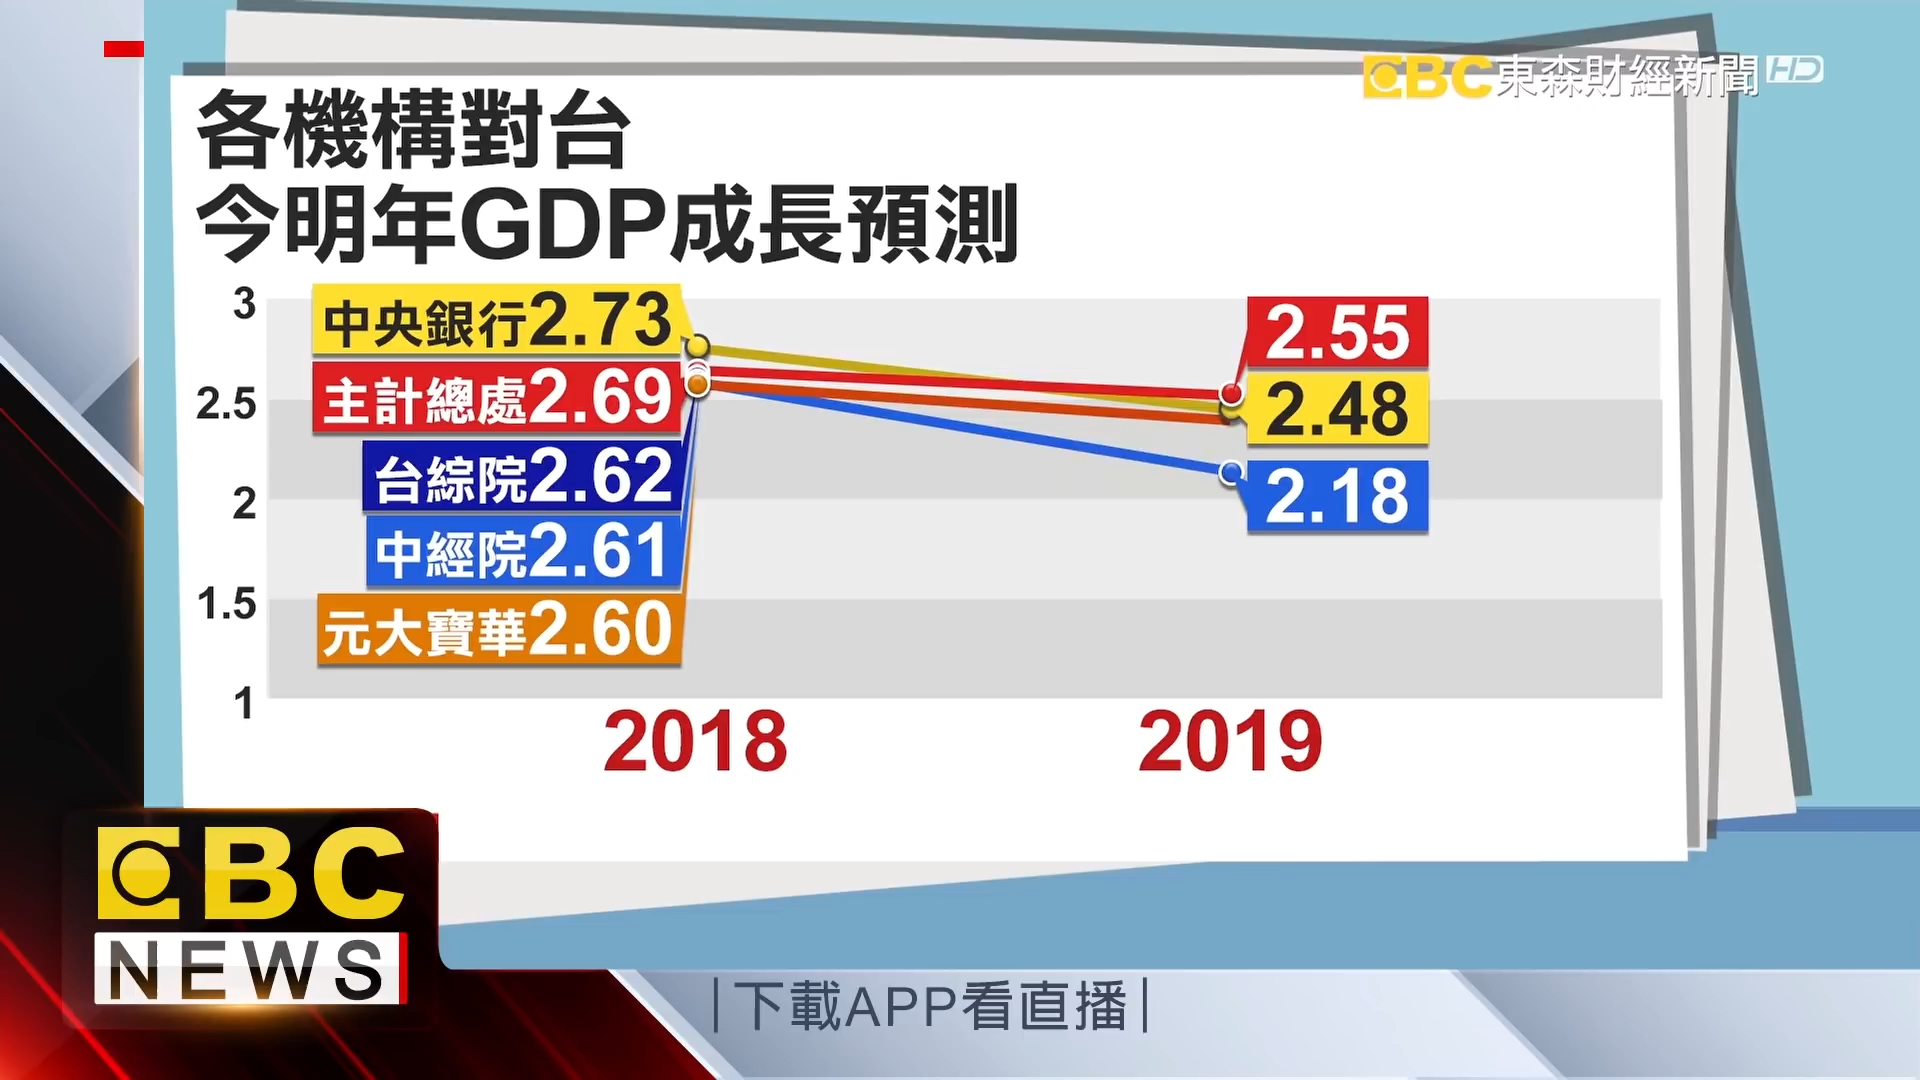 EBC東森財經新聞HD
各機構對台
今明年GDP成長預測
3
2.5
2
1.5
1
中央銀行2.73
主計總處2.69
台綜院2.62
中經院2.61
元大寶華2.60
2.55
2.48
2.18
2018
2019
EBC
NEWS
|下載APP看直播|